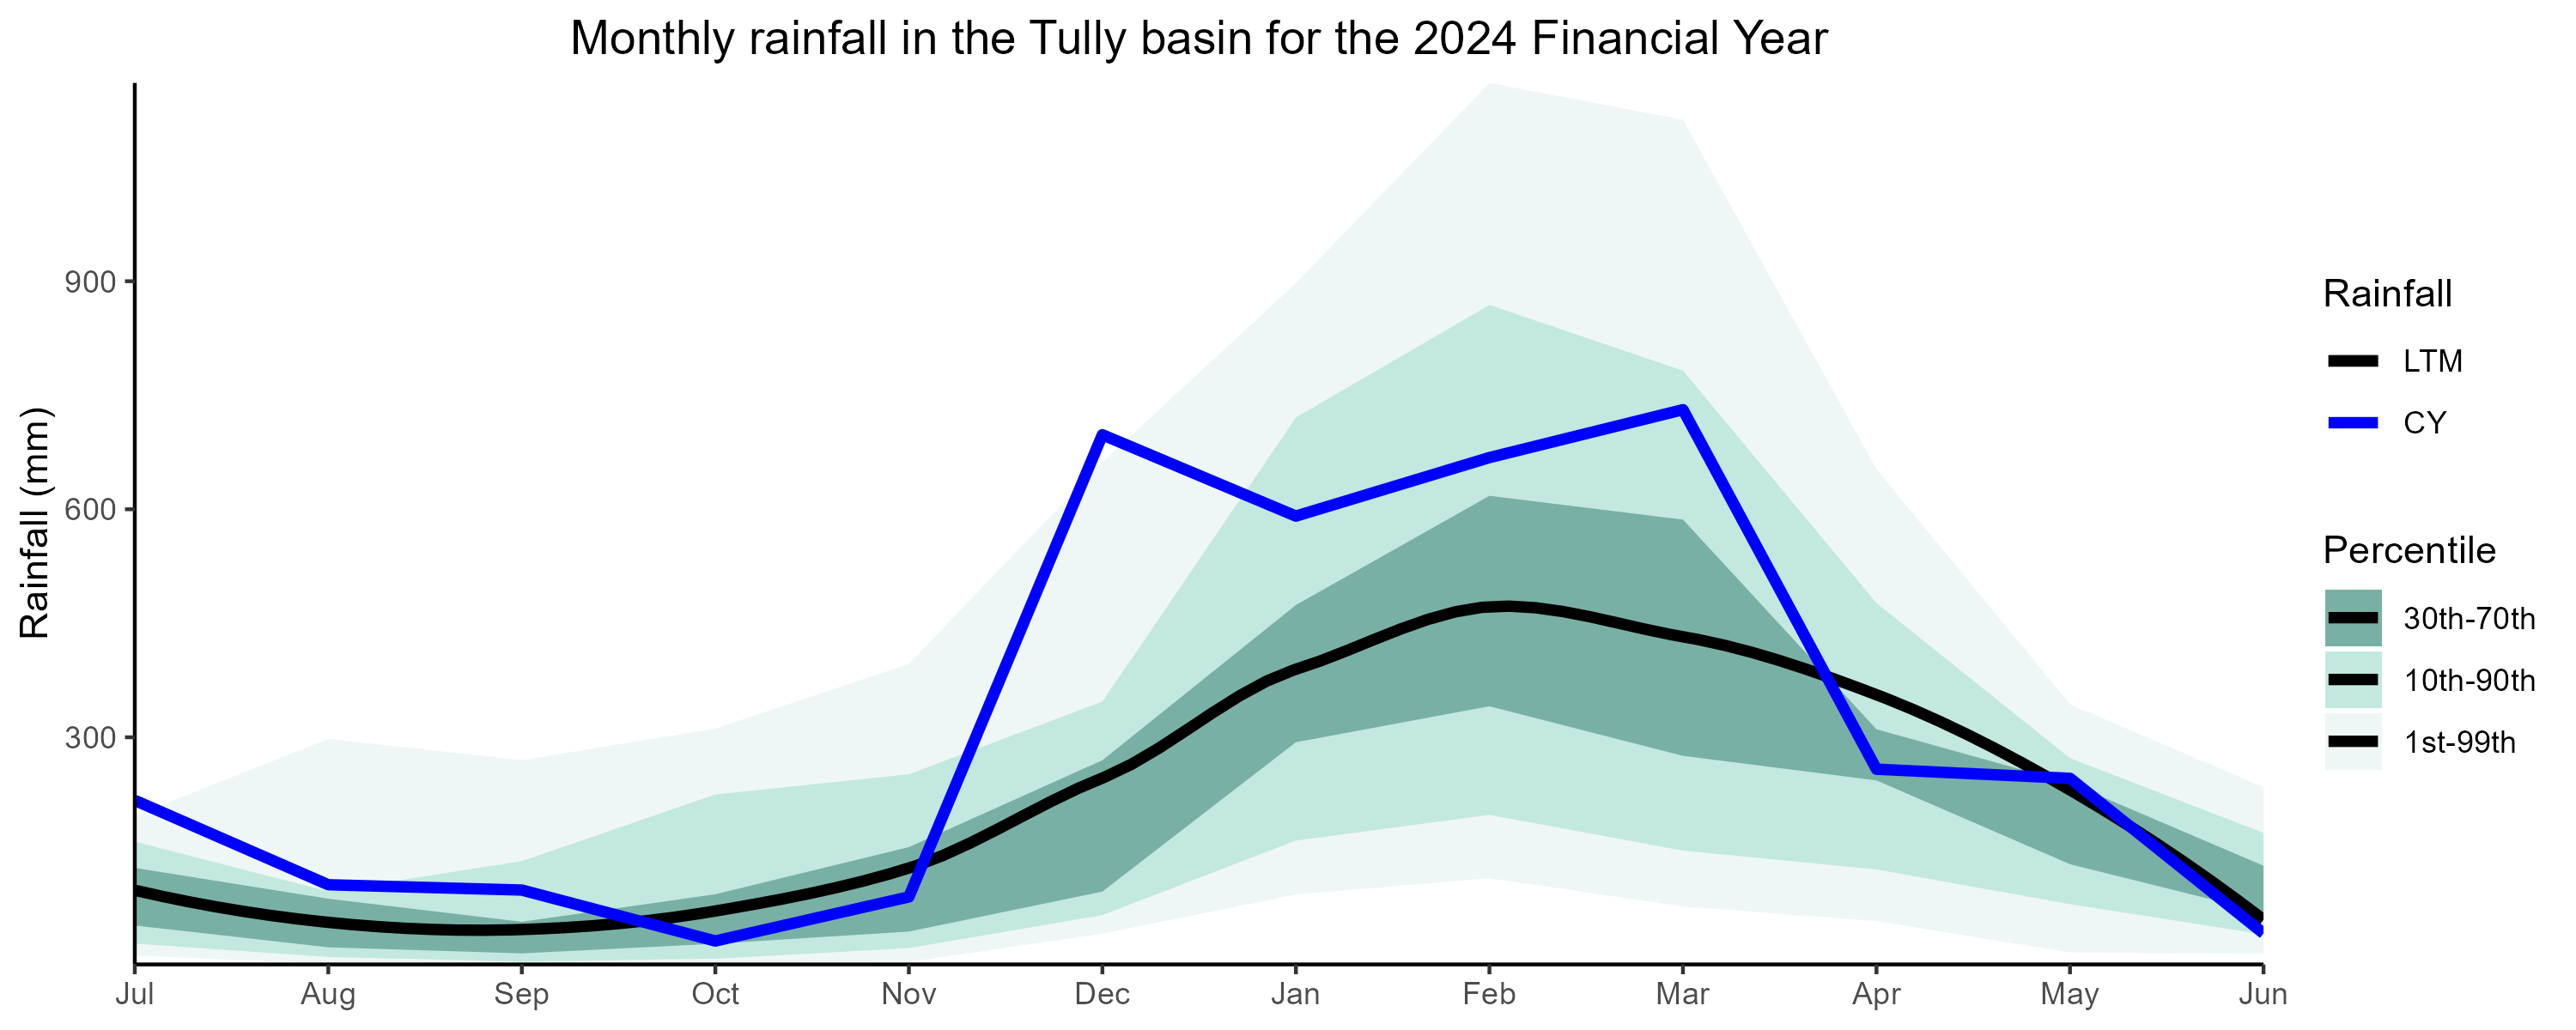 Monthly rainfall in the Tully basin for the 2024 Financial Year
Rainfall (mm)
900
600
300
Jul Aug Sep Oct Nov Dec Jan Feb Mar Apr May Jun
Rainfall
LTM
CY
Percentile
30th-70th
10th-90th
1st-99th